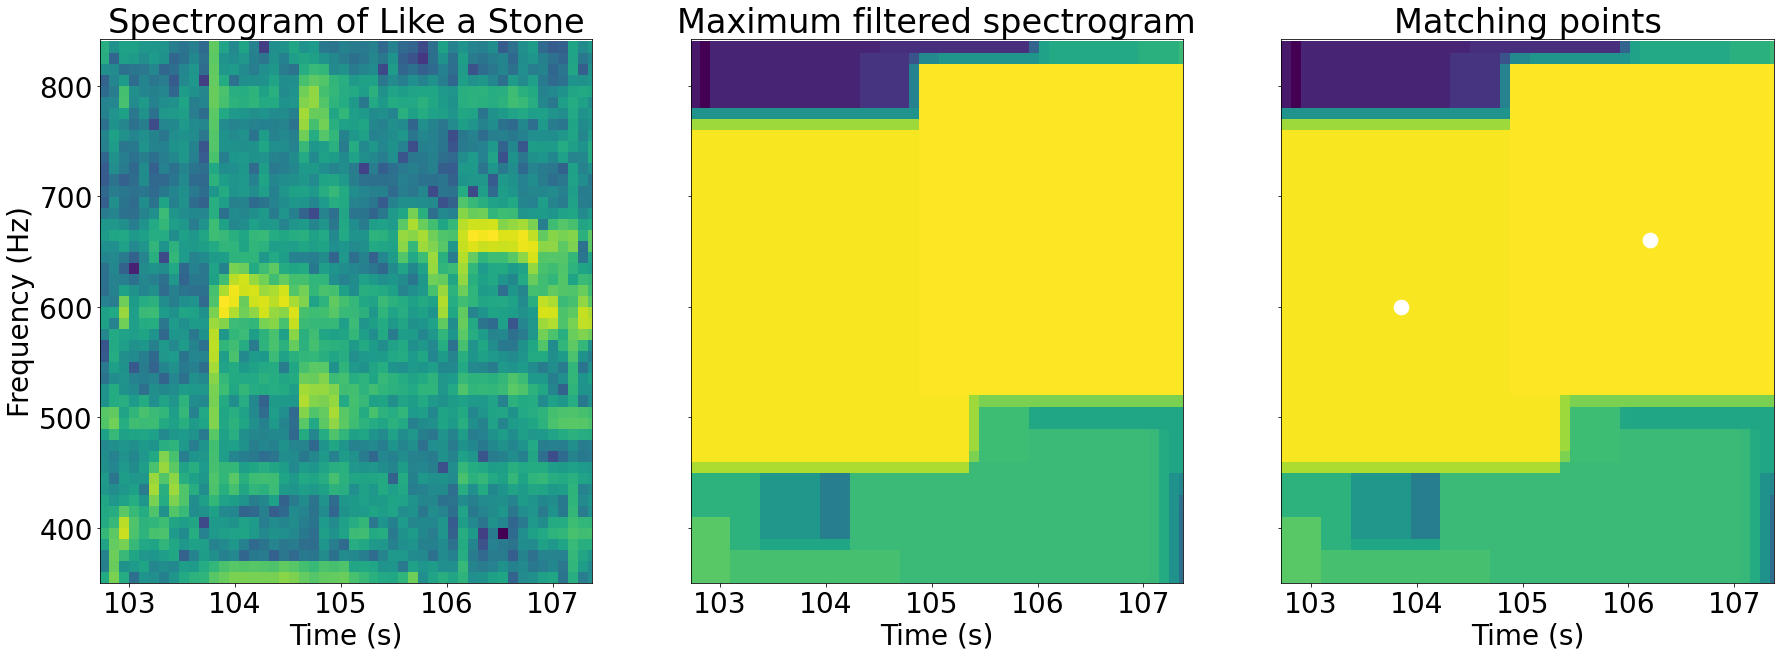 Spectrogram of Like a Stone
Maximum filtered spectrogram
Matching points
Frequency (Hz)
800
700
600
500
400
103 104 105 106 107
103 104 105 106 107
103 104 105 106 107
Time (s)
Time (s)
Time (s)